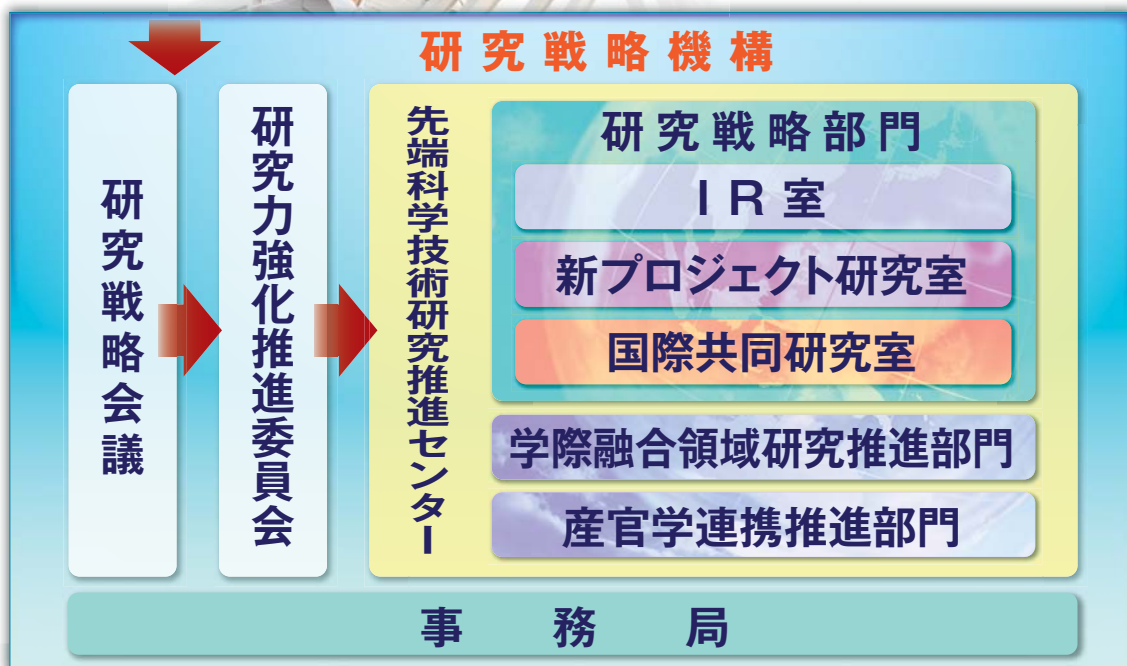 研究戦略機構
研究戦略会議
研究力強化推進委員会
先端科学技術研究推進センター
研究戦略部門
IR室
新プロジェクト研究室
国際共同研究室
学際融合領域研究推進部門
産官学連携推進部門
事務局